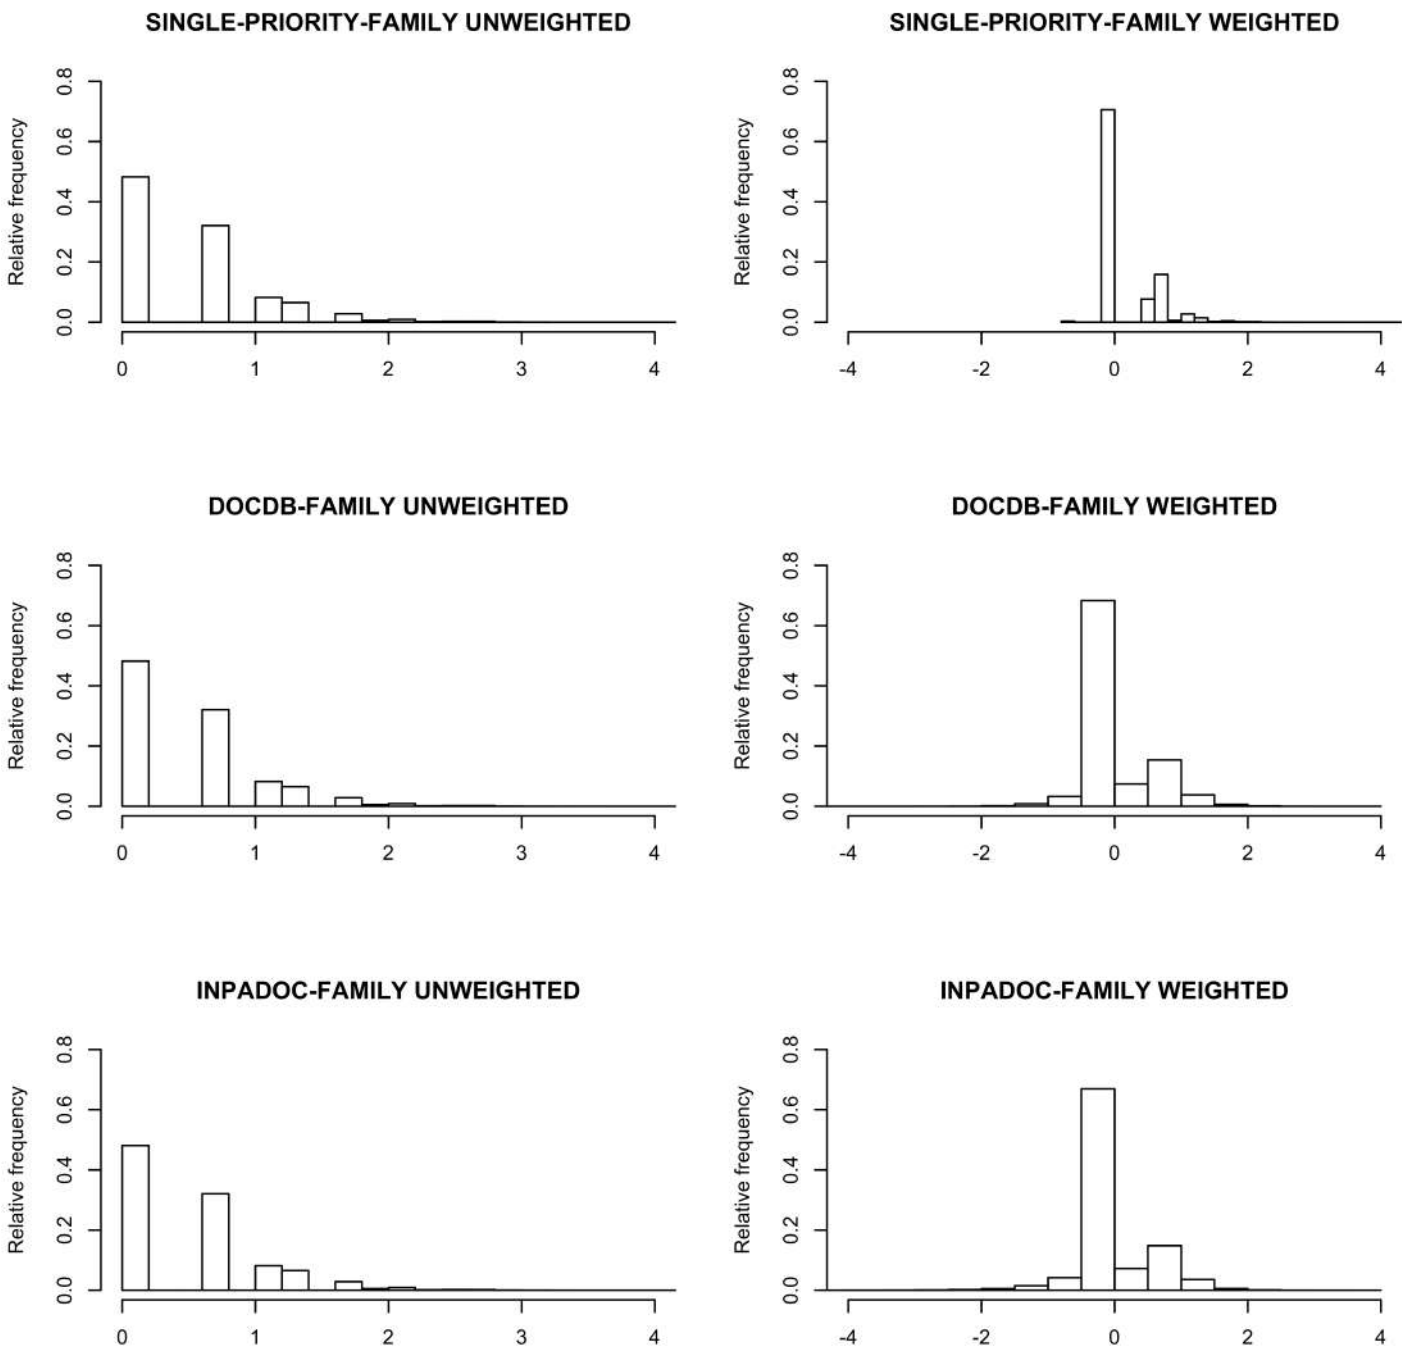 SINGLE-PRIORITY-FAMILY UNWEIGHTED
Relative frequency
0.8
0.6
0.4
0.2
0.0
0 1 2 3 4
SINGLE-PRIORITY-FAMILY WEIGHTED
Relative frequency
0.8
0.6
0.4
0.2
0.0
-4 -2 0 2 4
DOCDB-FAMILY UNWEIGHTED
Relative frequency
0.8
0.6
0.4
0.2
0.0
0 1 2 3 4
DOCDB-FAMILY WEIGHTED
Relative frequency
0.8
0.6
0.4
0.2
0.0
-4 -2 0 2 4
INPADOC-FAMILY UNWEIGHTED
Relative frequency
0.8
0.6
0.4
0.2
0.0
0 1 2 3 4
INPADOC-FAMILY WEIGHTED
Relative frequency
0.8
0.6
0.4
0.2
0.0
-4 -2 0 2 4